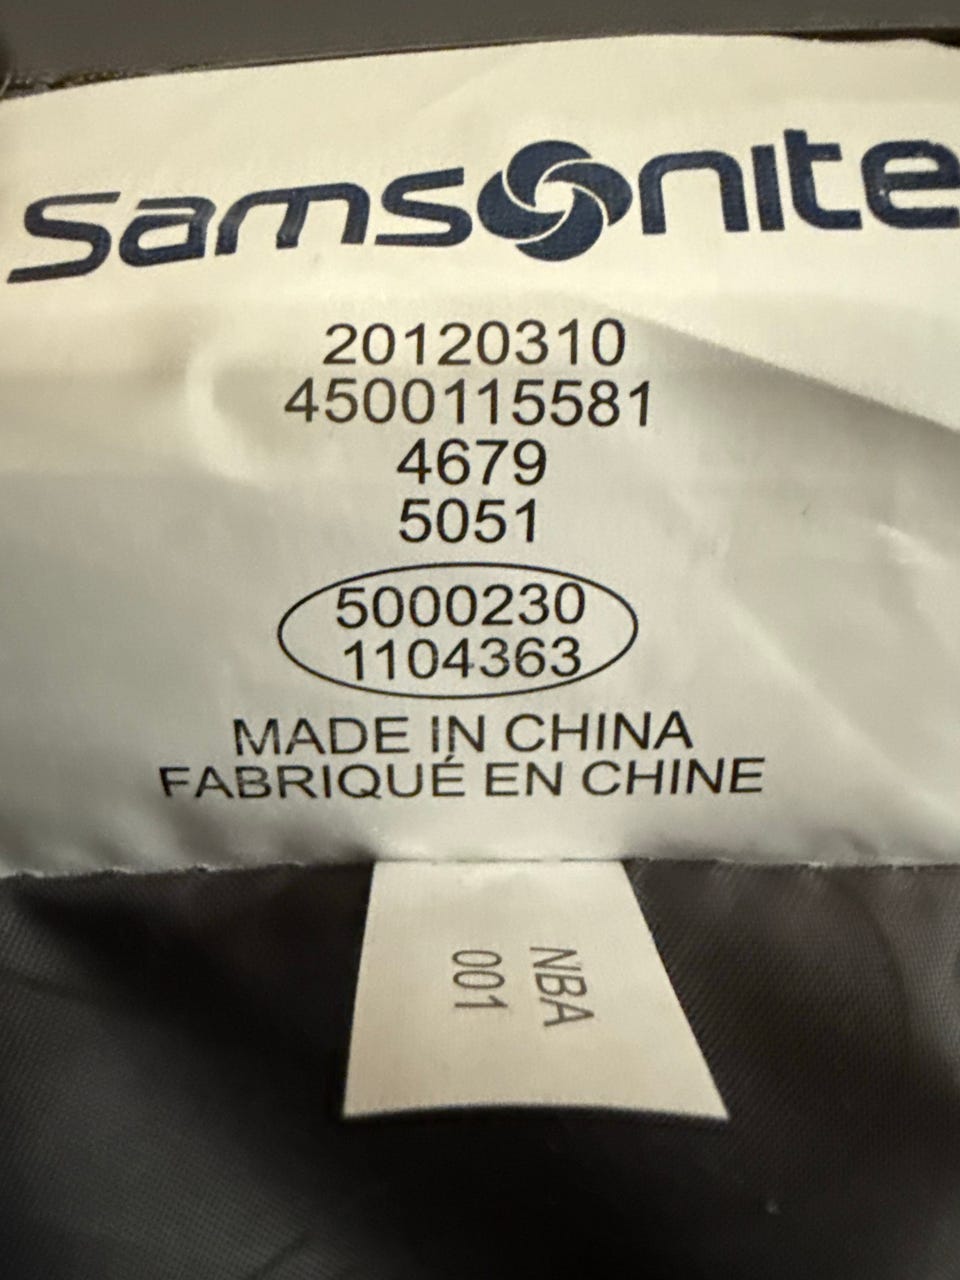 Samsonite
20120310
4500115581
4679
5051
5000230
1104363
MADE IN CHINA
FABRIQUÉ EN CHINE
NBA
001